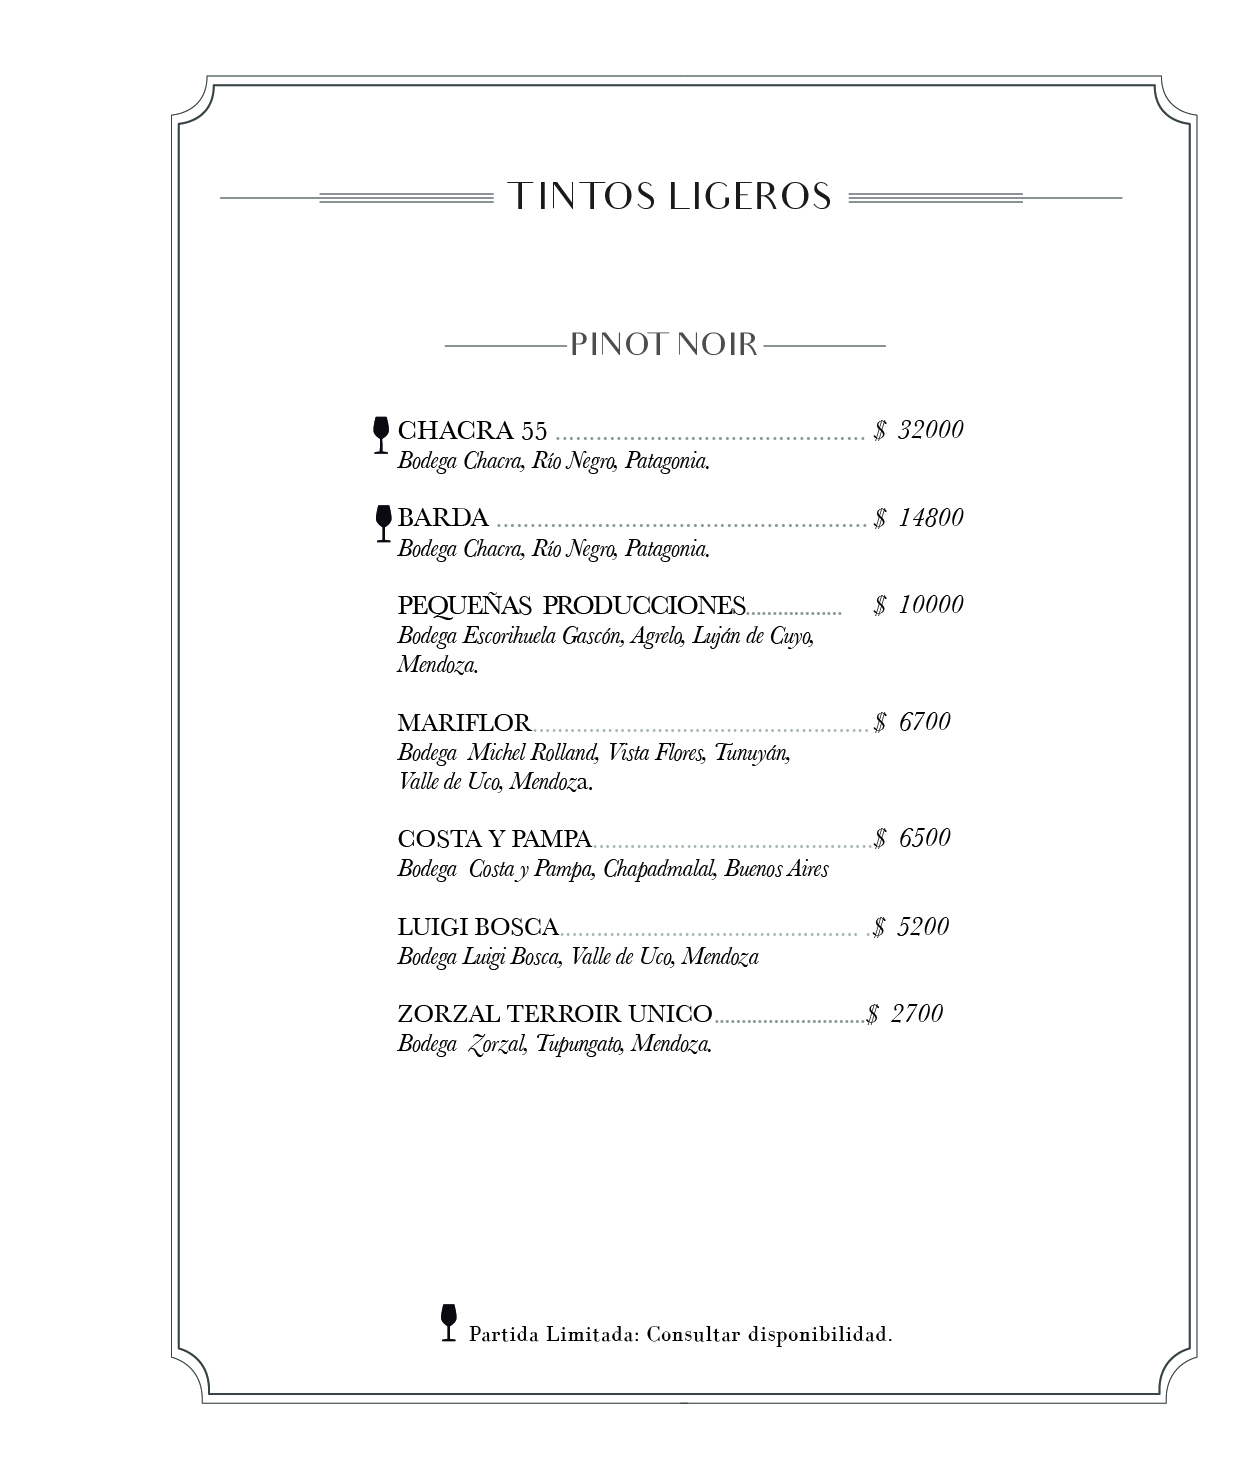 TINTOS LIGEROS
PINOT NOIR
CHACRA 55 .............................................. $ 32000
Bodega Chacra, Río Negro, Patagonia.
BARDA ....................................................... $ 14800
Bodega Chacra, Río Negro, Patagonia.
PEQUEÑAS PRODUCCIONES.................. $ 10000
Bodega Escorihuela Gascón, Agrelo, Luján de Cuyo,
Mendoza.
MARIFLOR.................................................. $ 6700
Bodega Michel Rolland, Vista Flores, Tunuyán,
Valle de Uco, Mendoza.
COSTA Y PAMPA.......................................... $ 6500
Bodega Costa y Pampa, Chapadmalal, Buenos Aires
LUIGI BOSCA............................................ .$ 5200
Bodega Luigi Bosca, Valle de Uco, Mendoza
ZORZAL TERROIR UNICO............................$ 2700
Bodega Zorzal, Tupungato, Mendoza.
Partida Limitada: Consultar disponibilidad.